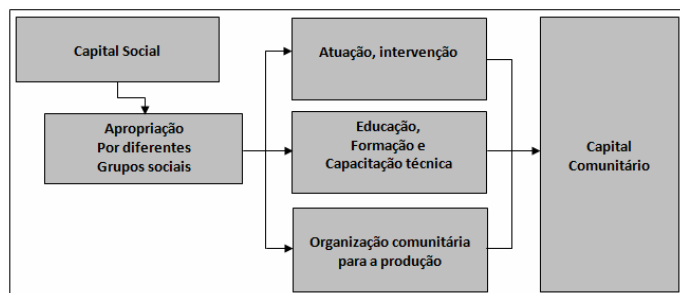 Capital Social
Apropriação
Por diferentes
Grupos sociais
Atuação, intervenção
Educação,
Formação e
Capacitação técnica
Organização comunitária
para a produção
Capital
Comunitário